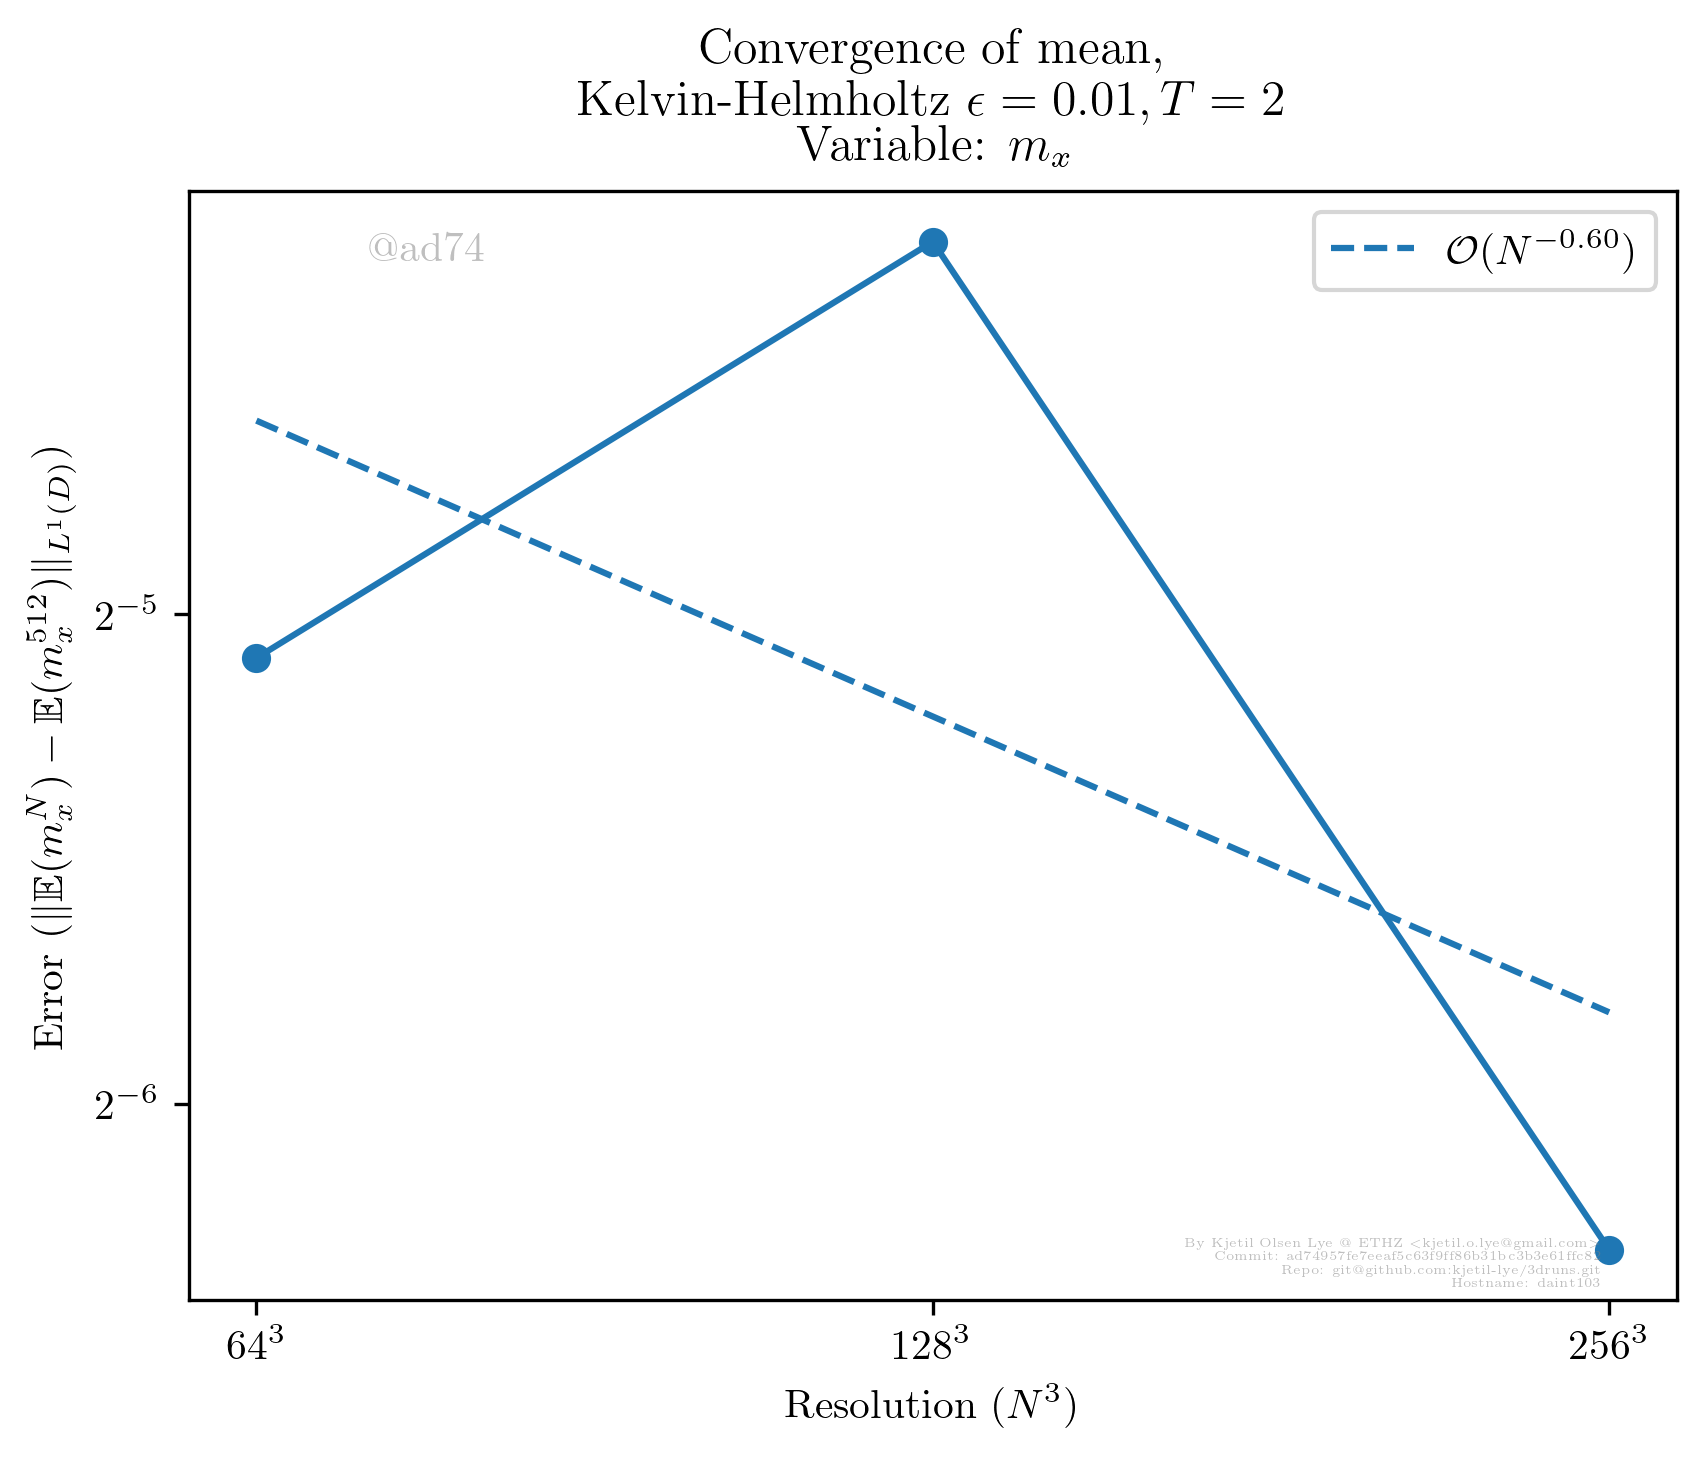 Convergence of mean,
Kelvin-Helmholtz ϵ = 0.01, T = 2
Variable: m_x
@ad74
𝒪(N^{−0.60})
Error (||𝔼(m_x^N) − 𝔼(m_x^{512})||_{L^1(D)})
2^{−5}
2^{−6}
By Kjetil Olsen Lye @ ETHZ <kjetil.o.lye@gmail.com>
Commit:
Repo: git@github.com:kjetil-lye/3druns.git
Hostname: daint103
64^3
128^3
256^3
Resolution (N^3)